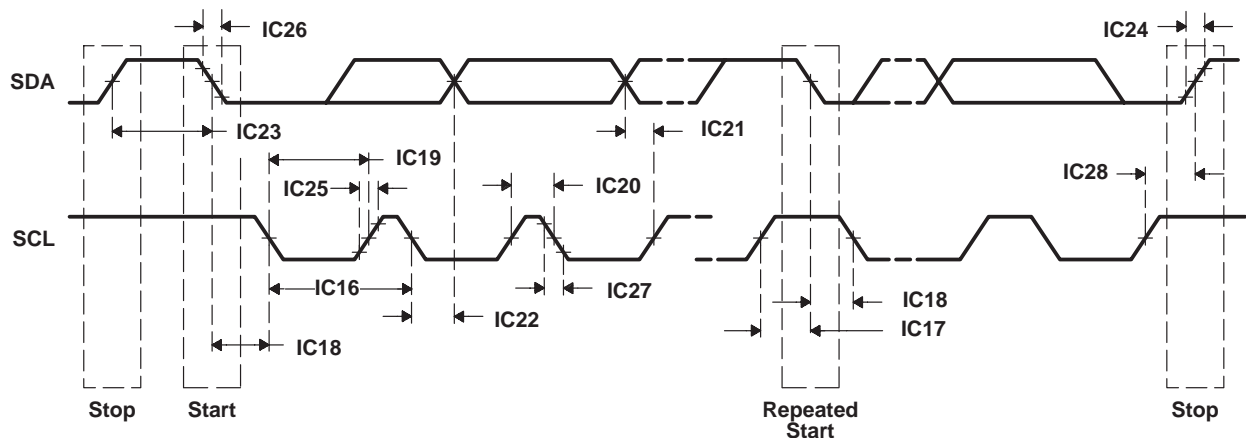 IC26
IC24
SDA
IC23
IC21
IC19
IC25
IC20
IC28
SCL
IC16
IC27
IC18
IC22
IC17
IC18
Stop
Start
Repeated
Start
Stop